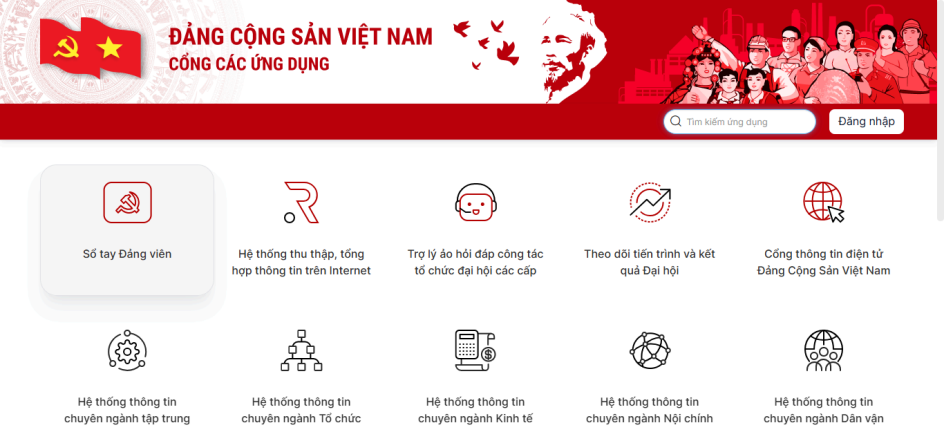 ĐẢNG CỘNG SẢN VIỆT NAM
CỔNG CÁC ỨNG DỤNG
Tìm kiếm ứng dụng
Đăng nhập
Sổ tay Đảng viên
Hệ thống thu thập, tổng
hợp thông tin trên Internet
Trợ lý ảo hỏi đáp công tác
tổ chức đại hội các cấp
Theo dõi tiến trình và kết
quả Đại hội
Cổng thông tin điện tử
Đảng Cộng Sản Việt Nam
Hệ thống thông tin
chuyên ngành tập trung
Hệ thống thông tin
chuyên ngành Tổ chức
Hệ thống thông tin
chuyên ngành Kinh tế
Hệ thống thông tin
chuyên ngành Nội chính
Hệ thống thông tin
chuyên ngành Dân vận